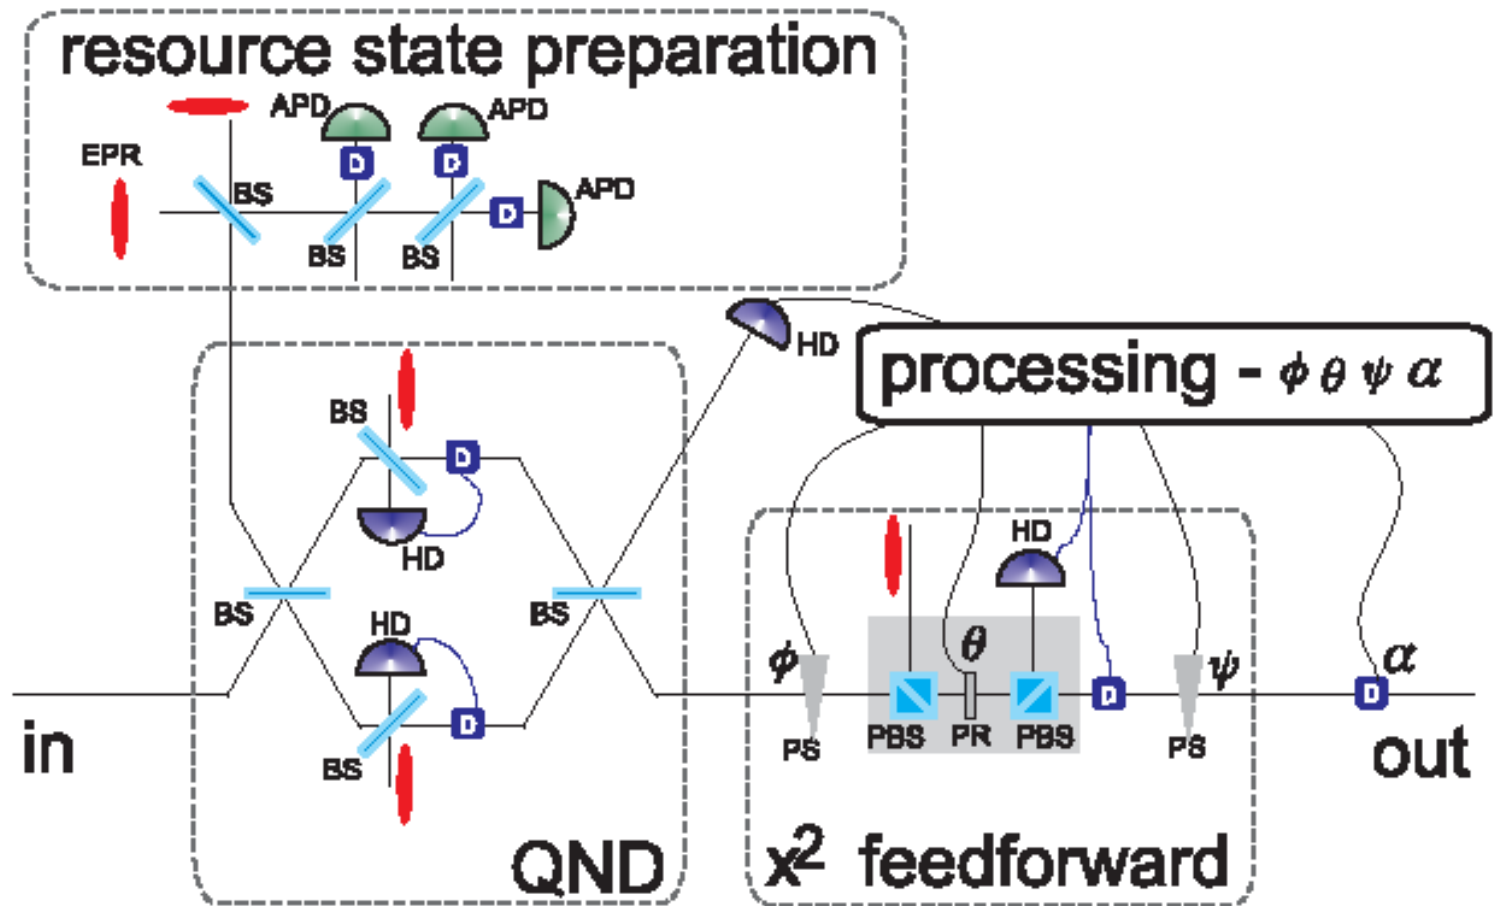 resource state preparation
APD
APD
EPR
D
D
BS
APD
D
BS
BS
HD
processing - ϕ θ ψ α
BS
D
HD
HD
BS
HD
BS
θ
ϕ
ψ
α
D
D
D
in
BS
PS
PBS
PR
PBS
PS
out
QND
x² feedforward